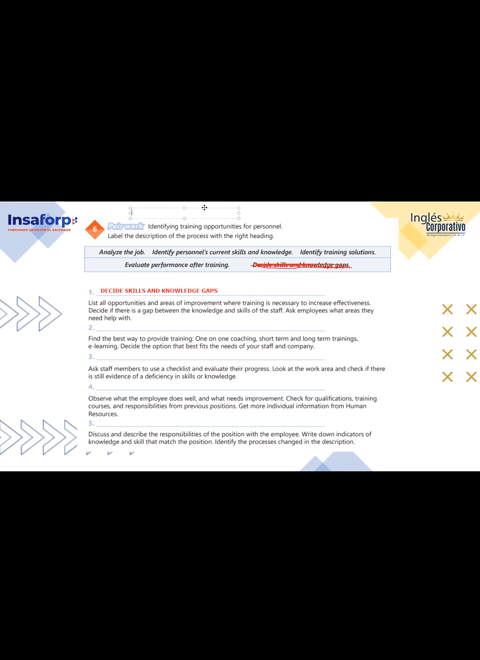 Insaforp
Inglés
Corporativo
6 Pair work Identifying training opportunities for personnel.
Label the description of the process with the right heading.
Analyze the job. Identify personnel's current skills and knowledge. Identify training solutions.
Evaluate performance after training. Decide skills and knowledge gaps.
1. DECIDE SKILLS AND KNOWLEDGE GAPS
List all opportunities and areas of improvement where training is necessary to increase effectiveness.
Decide if there is a gap between the knowledge and skills of the staff. Ask employees what areas they
need help with.
2.
Find the best way to provide training: One on one coaching, short term and long term trainings,
e-learning. Decide the option that best fits the needs of your staff and company.
3.
Ask staff members to use a checklist and evaluate their progress. Look at the work area and check if there
is still evidence of a deficiency in skills or knowledge.
4.
Observe what the employee does well, and what needs improvement. Check for qualifications, training
courses, and responsibilities from previous positions. Get more individual information from Human
Resources.
5.
Discuss and describe the responsibilities of the position with the employee. Write down indicators of
knowledge and skill that match the position. Identify the processes changed in the description.